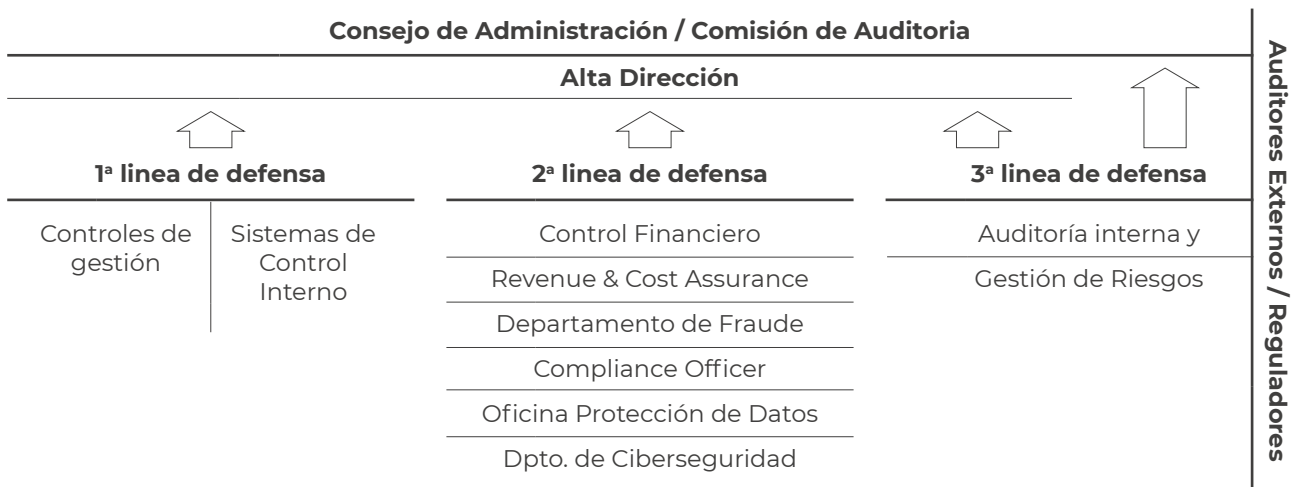 Consejo de Administración / Comisión de Auditoria
Alta Dirección
1ª linea de defensa
Controles de
gestión
Sistemas de
Control
Interno
2ª linea de defensa
Control Financiero
Revenue & Cost Assurance
Departamento de Fraude
Compliance Officer
Oficina Protección de Datos
Dpto. de Ciberseguridad
3ª linea de defensa
Auditoría interna y
Gestión de Riesgos
Auditores Externos / Reguladores